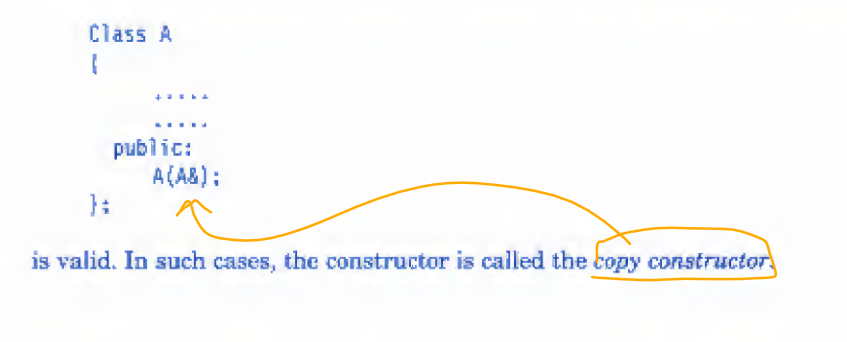 Class A
{
.....
.....
public:
A(A&);
};
is valid. In such cases, the constructor is called the copy constructor.